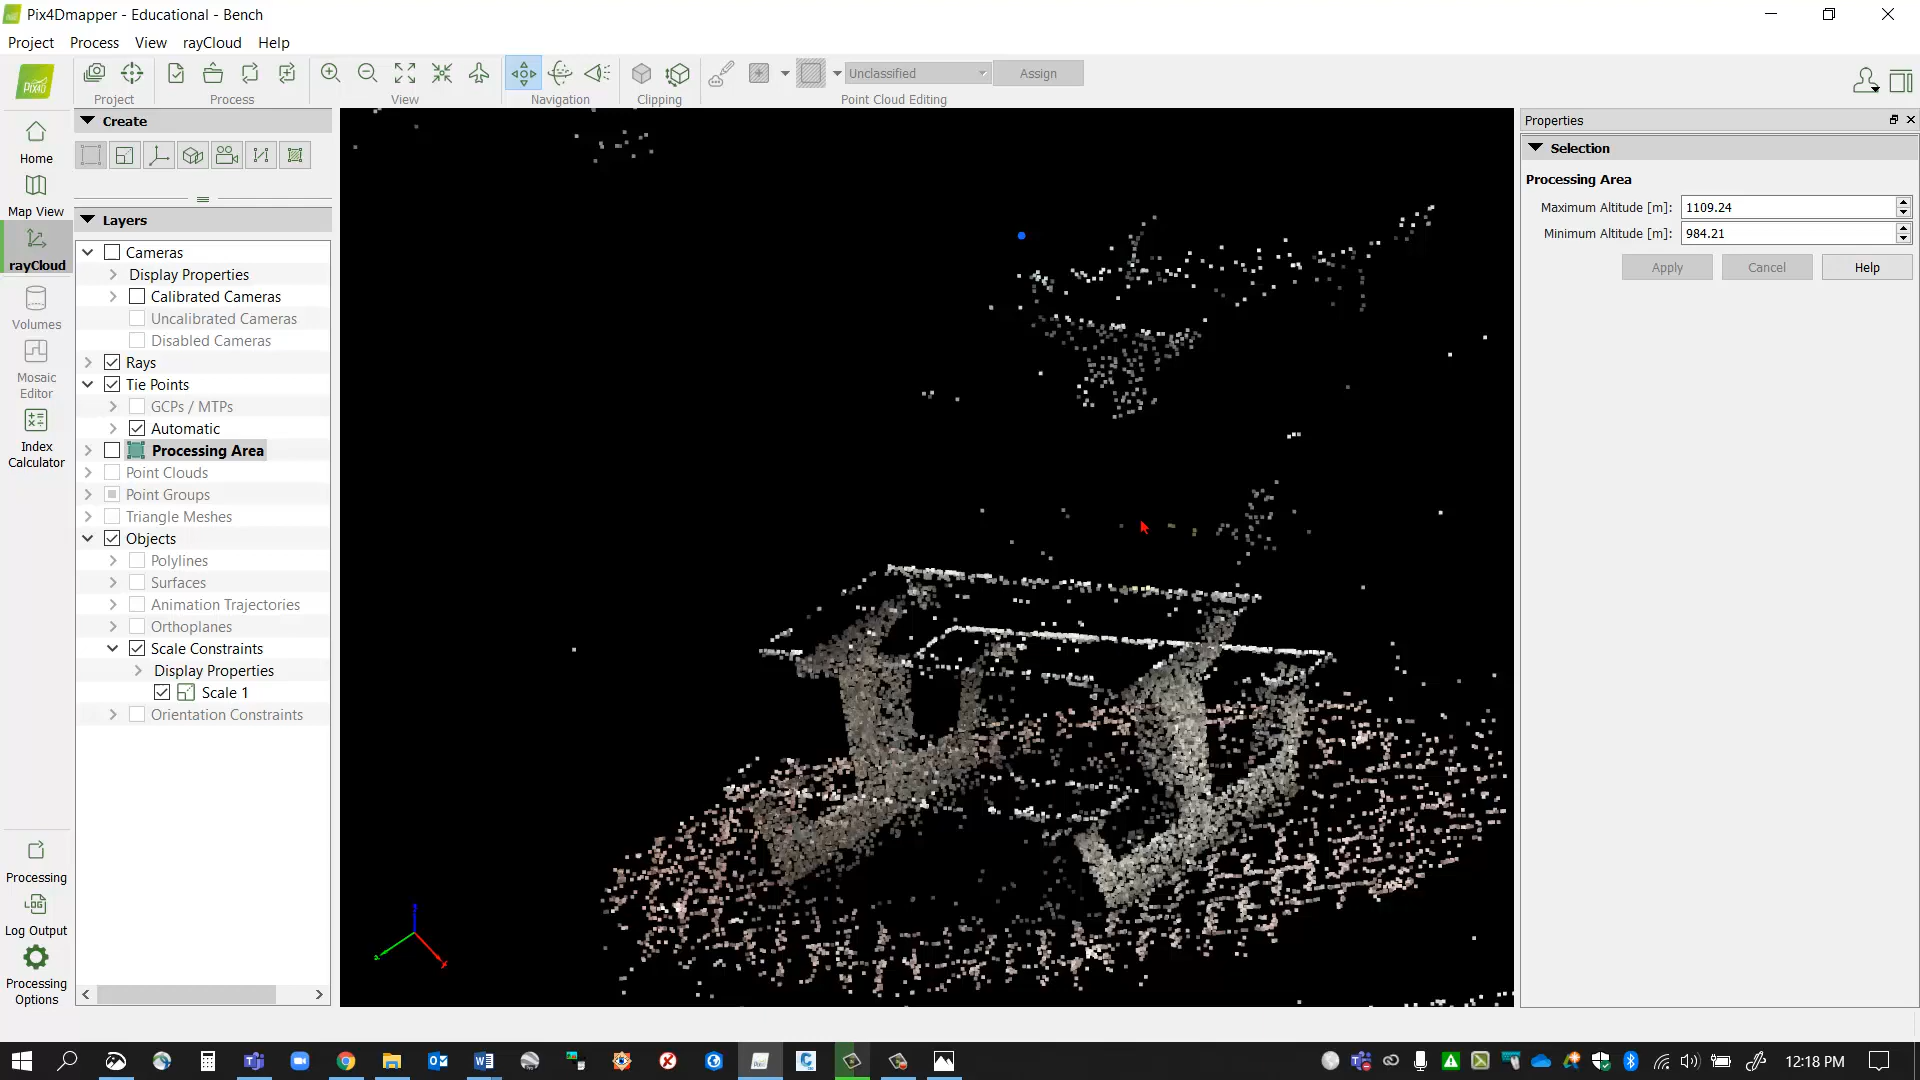 Pix4Dmapper - Educational - Bench
Project Process View rayCloud Help
PIX4D
Project Process View Navigation Clipping Point Cloud Editing
Unclassified Assign
Home
Map View
rayCloud
Volumes
Mosaic
Editor
Index
Calculator
Processing
Log Output
LOG
Processing
Options
Create
Layers
Cameras
Display Properties
Calibrated Cameras
Uncalibrated Cameras
Disabled Cameras
Rays
Tie Points
GCPs / MTPs
Automatic
Processing Area
Point Clouds
Point Groups
Triangle Meshes
Objects
Polylines
Surfaces
Animation Trajectories
Orthoplanes
Scale Constraints
Display Properties
Scale 1
Orientation Constraints
Properties
Selection
Processing Area
Maximum Altitude [m]: 1109.24
Minimum Altitude [m]: 984.21
Apply Cancel Help
12:18 PM